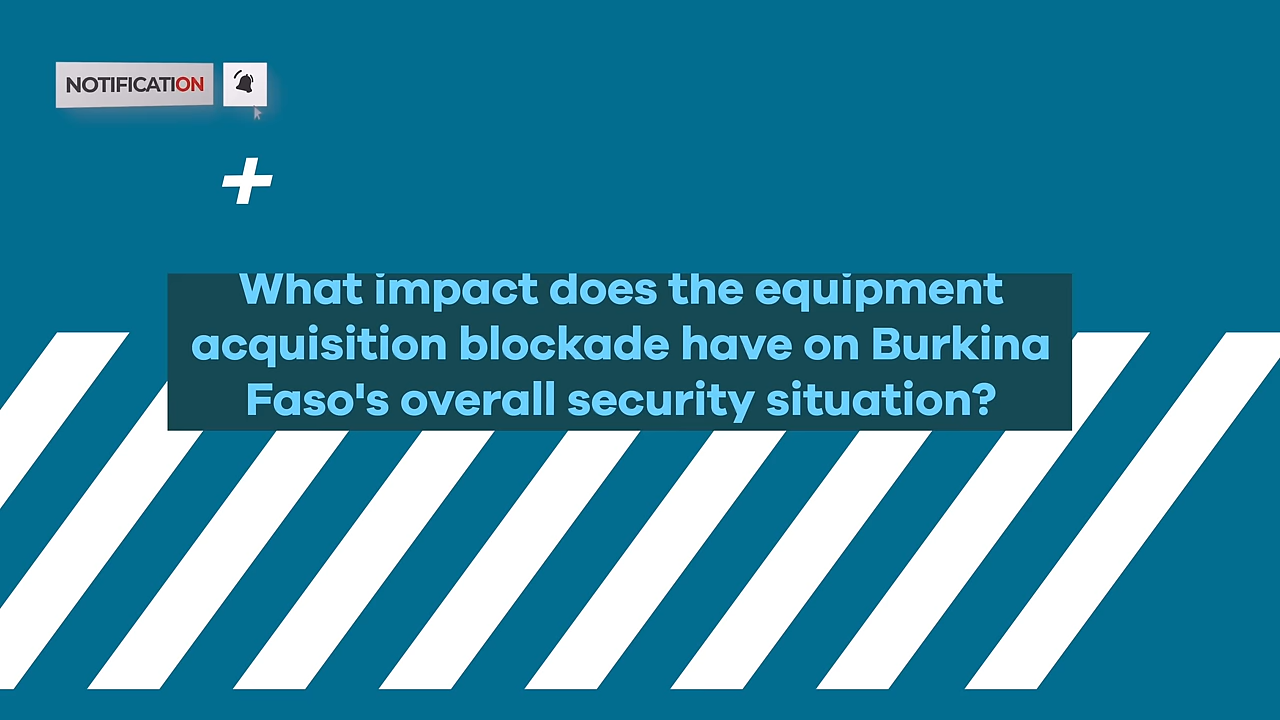 NOTIFICATION
What impact does the equipment
acquisition blockade have on Burkina
Faso's overall security situation?